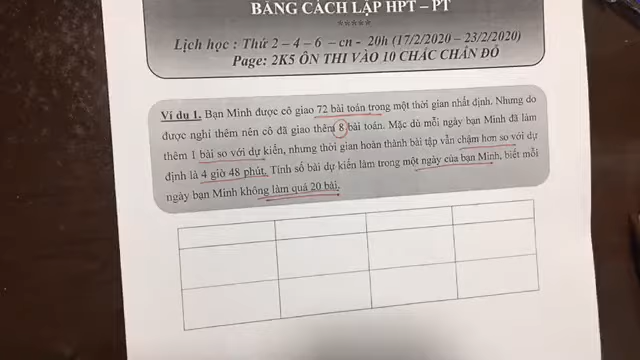 BẰNG CÁCH LẬP HPT – PT
*****
Lịch học : Thứ 2 – 4 – 6 – cn - 20h (17/2/2020 – 23/2/2020)
Page: 2K5 ÔN THI VÀO 10 CHẮC CHẮN ĐỖ
Ví dụ 1. Bạn Minh được cô giao 72 bài toán trong một thời gian nhất định. Nhưng do
được nghỉ thêm nên cô đã giao thêm 8 bài toán. Mặc dù mỗi ngày bạn Minh đã làm
thêm 1 bài so với dự kiến, nhưng thời gian hoàn thành bài tập vẫn chậm hơn so với dự
định là 4 giờ 48 phút. Tính số bài dự kiến làm trong một ngày của bạn Minh, biết mỗi
ngày bạn Minh không làm quá 20 bài.